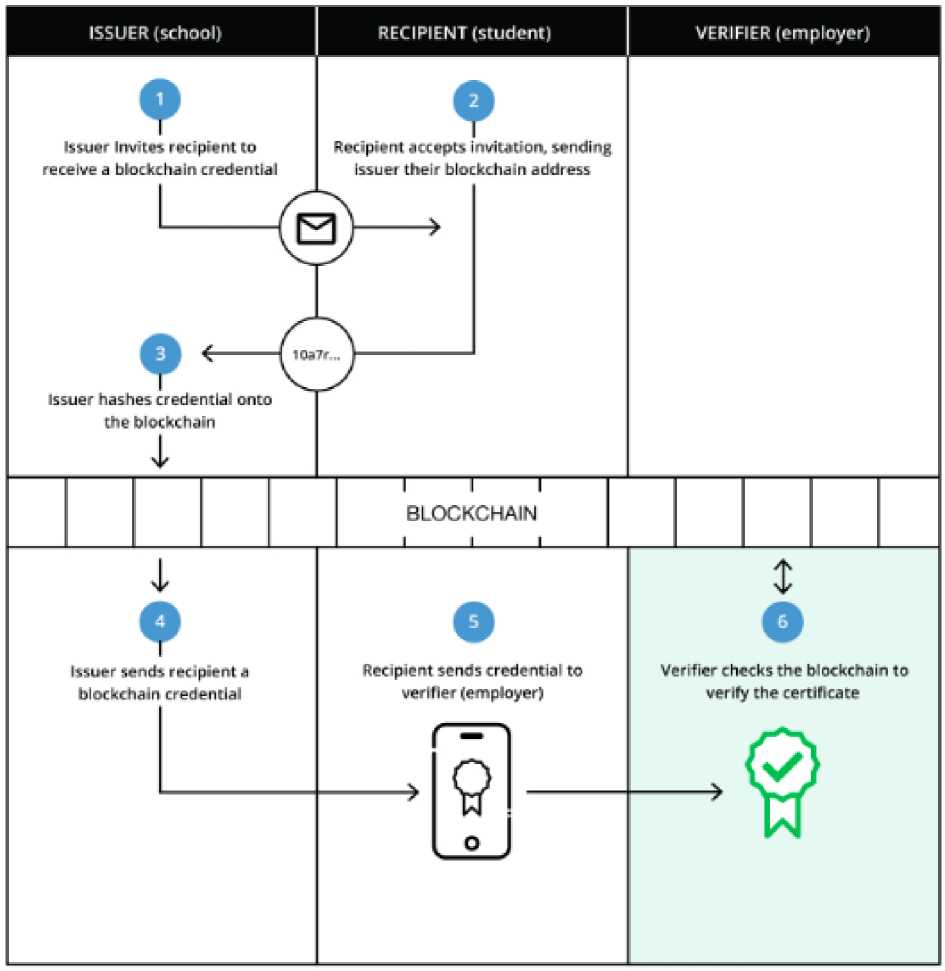 ISSUER (school)
RECIPIENT (student)
VERIFIER (employer)
1
Issuer Invites recipient to
receive a blockchain credential
2
Recipient accepts invitation, sending
issuer their blockchain address
10a7r...
3
Issuer hashes credential onto
the blockchain
BLOCKCHAIN
4
Issuer sends recipient a
blockchain credential
5
Recipient sends credential to
verifier (employer)
6
Verifier checks the blockchain to
verify the certificate